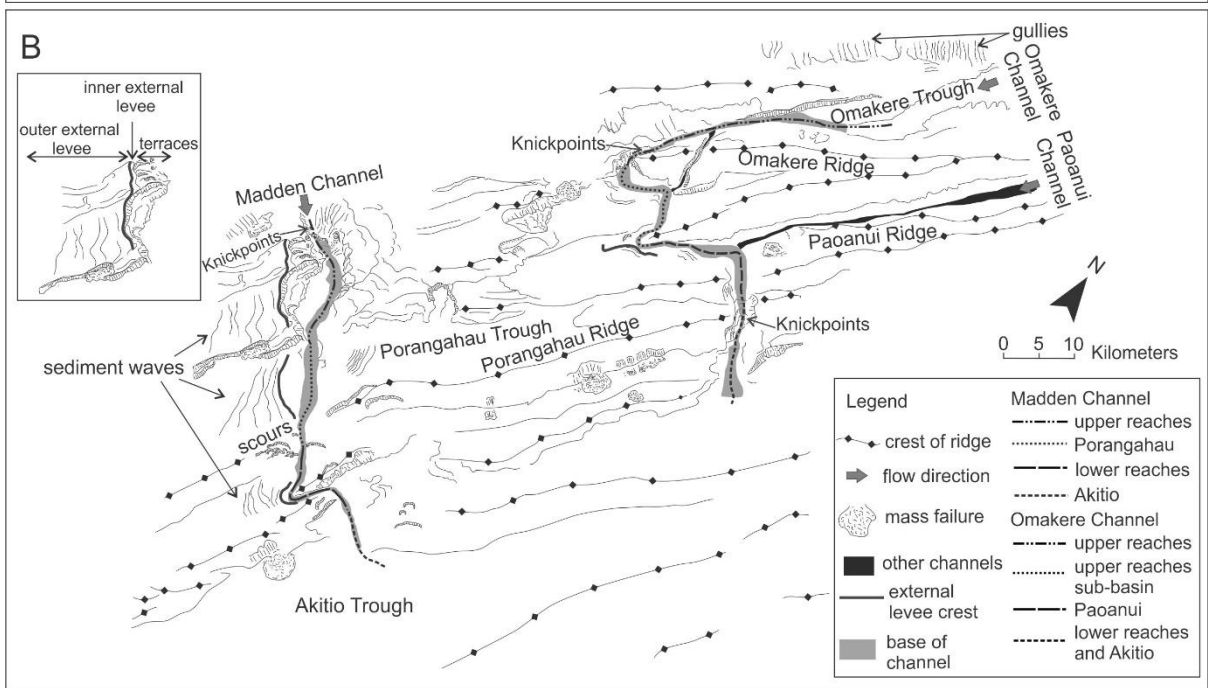 B
gullies
inner external
levee
outer external
levee
terraces
Omakere
Channel
Omakere Trough
Knickpoints
Omakere Ridge
Paoanui
Channel
Madden Channel
Knickpoints
Paoanui Ridge
N
Knickpoints
Porangahau Trough
Porangahau Ridge
0 10 Kilometers
sediment waves
scours
Akitio Trough
Legend
crest of ridge
flow direction
mass failure
other channels
external
levee crest
base of
channel
Madden Channel
upper reaches
Porangahau
lower reaches
Akitio
Omakere Channel
upper reaches
upper reaches
sub-basin
Paoanui
lower reaches
and Akitio